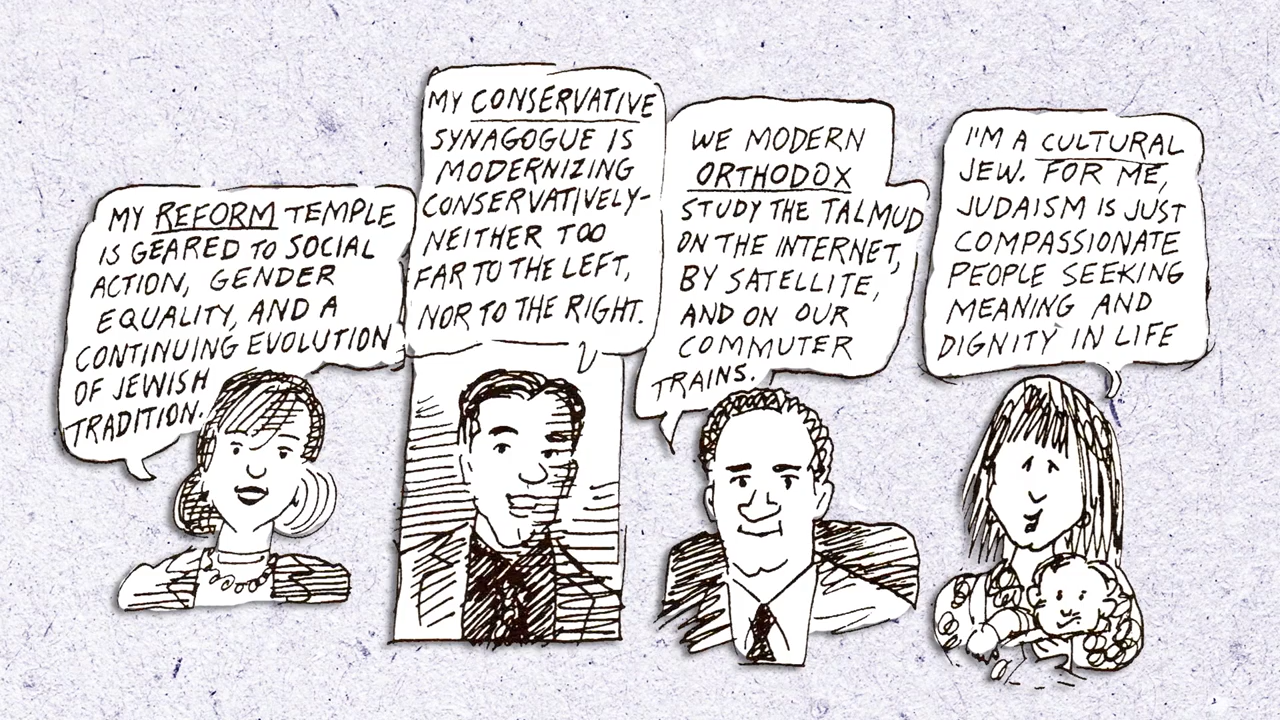 MY REFORM TEMPLE
IS GEARED TO SOCIAL
ACTION, GENDER
EQUALITY, AND A
CONTINUING EVOLUTION
OF JEWISH
TRADITION.
MY CONSERVATIVE
SYNAGOGUE IS
MODERNIZING
CONSERVATIVELY-
NEITHER TOO
FAR TO THE LEFT,
NOR TO THE RIGHT.
WE MODERN
ORTHODOX
STUDY THE TALMUD
ON THE INTERNET,
BY SATELLITE,
AND ON OUR
COMMUTER
TRAINS.
I'M A CULTURAL
JEW. FOR ME,
JUDAISM IS JUST
COMPASSIONATE
PEOPLE SEEKING
MEANING AND
DIGNITY IN LIFE